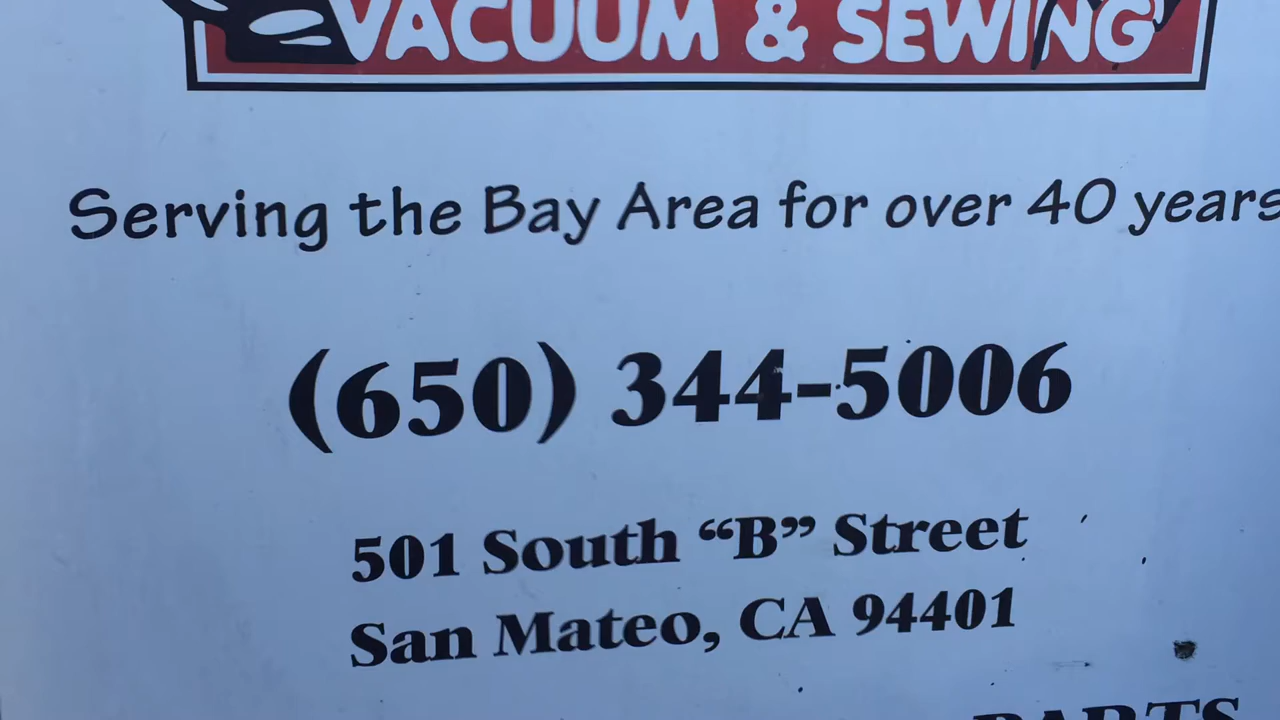 VACUUM & SEWING
Serving the Bay Area for over 40 years
(650) 344-5006
501 South “B” Street
San Mateo, CA 94401
PARTS